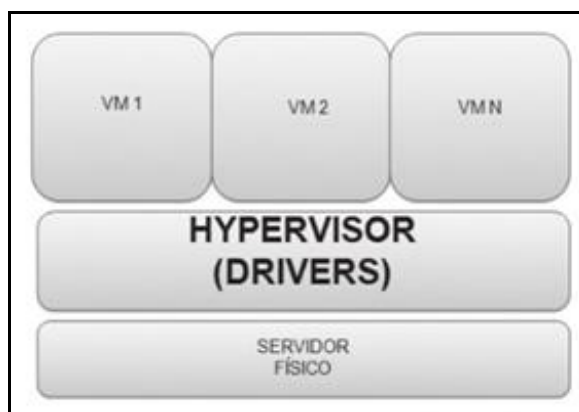 VM 1
VM 2
VM N
HYPERVISOR
(DRIVERS)
SERVIDOR
FÍSICO